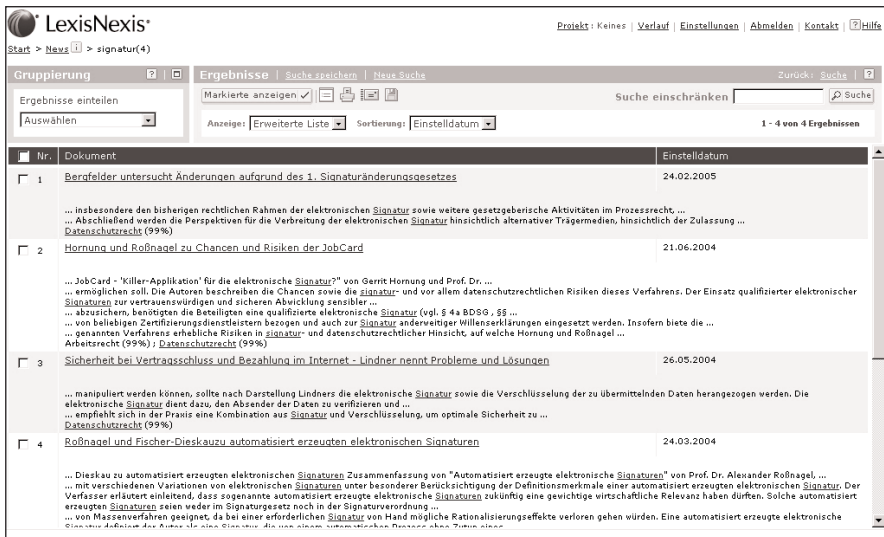 LexisNexis®
Projekt: Keines | Verlauf | Einstellungen | Abmelden | Kontakt | ? Hilfe
Start > News i > signatur(4)
Gruppierung ?
Ergebnisse | Suche speichern | Neue Suche Zurück: Suche | ?
Ergebnisse einteilen
Auswählen
Markierte anzeigen Suche einschränken Suche
Anzeige: Erweiterte Liste Sortierung: Einstelldatum 1 - 4 von 4 Ergebnissen
Nr. Dokument Einstelldatum
1 Bergfelder untersucht Änderungen aufgrund des 1. Signaturänderungsgesetzes 24.02.2005
... insbesondere den bisherigen rechtlichen Rahmen der elektronischen Signatur sowie weitere gesetzgeberische Aktivitäten im Prozessrecht, ...
... Abschließend werden die Perspektiven für die Verbreitung der elektronischen Signatur hinsichtlich alternativer Trägermedien, hinsichtlich der Zulassung ...
Datenschutzrecht (99%)
2 Hornung und Roßnagel zu Chancen und Risiken der JobCard 21.06.2004
... JobCard - 'Killer-Applikation' für die elektronische Signatur?" von Gerrit Hornung und Prof. Dr. ...
... ermöglichen soll. Die Autoren beschreiben die Chancen sowie die signatur- und vor allem datenschutzrechtlichen Risiken dieses Verfahrens. Der Einsatz qualifizierter elektronischer
Signaturen zur vertrauenswürdigen und sicheren Abwicklung sensibler ...
... abzusichern, benötigten die Beteiligten eine qualifizierte elektronische Signatur (vgl. § 4a BDSG , §§ ...
... von beliebigen Zertifizierungsdienstleistern bezogen und auch zur Signatur anderweitiger Willenserklärungen eingesetzt werden. Insofern biete die ...
... genannten Verfahrens erhebliche Risiken in signatur- und datenschutzrechtlicher Hinsicht, auf welche Hornung und Roßnagel ...
Arbeitsrecht (99%) ; Datenschutzrecht (99%)
3 Sicherheit bei Vertragsschluss und Bezahlung im Internet - Lindner nennt Probleme und Lösungen 26.05.2004
... manipuliert werden können, sollte nach Darstellung Lindners die elektronische Signatur sowie die Verschlüsselung der zu übermittelnden Daten herangezogen werden. Die
elektronische Signatur dient dazu, den Absender der Daten zu verifizieren und ...
... empfiehlt sich in der Praxis eine Kombination aus Signatur und Verschlüsselung, um optimale Sicherheit zu ...
Datenschutzrecht (99%)
4 Roßnagel und Fischer-Dieskauzu automatisiert erzeugten elektronischen Signaturen 24.03.2004
... Dieskau zu automatisiert erzeugten elektronischen Signaturen Zusammenfassung von "Automatisiert erzeugte elektronische Signaturen" von Prof. Dr. Alexander Roßnagel, ...
... mit verschiedenen Variationen von elektronischen Signaturen unter besonderer Berücksichtigung der Definitionsmerkmale einer automatisiert erzeugten elektronischen Signatur. Der
Verfasser erläutert einleitend, dass sogenannte automatisiert erzeugte elektronische Signaturen zukünftig eine gewichtige wirtschaftliche Relevanz haben dürften. Solche automatisiert
erzeugten Signaturen seien weder im Signaturgesetz noch in der Signaturverordnung ...
... von Massenverfahren geeignet, da bei einer erforderlichen Signatur von Hand mögliche Rationalisierungseffekte verloren gehen würden. Eine automatisiert erzeugte elektronische